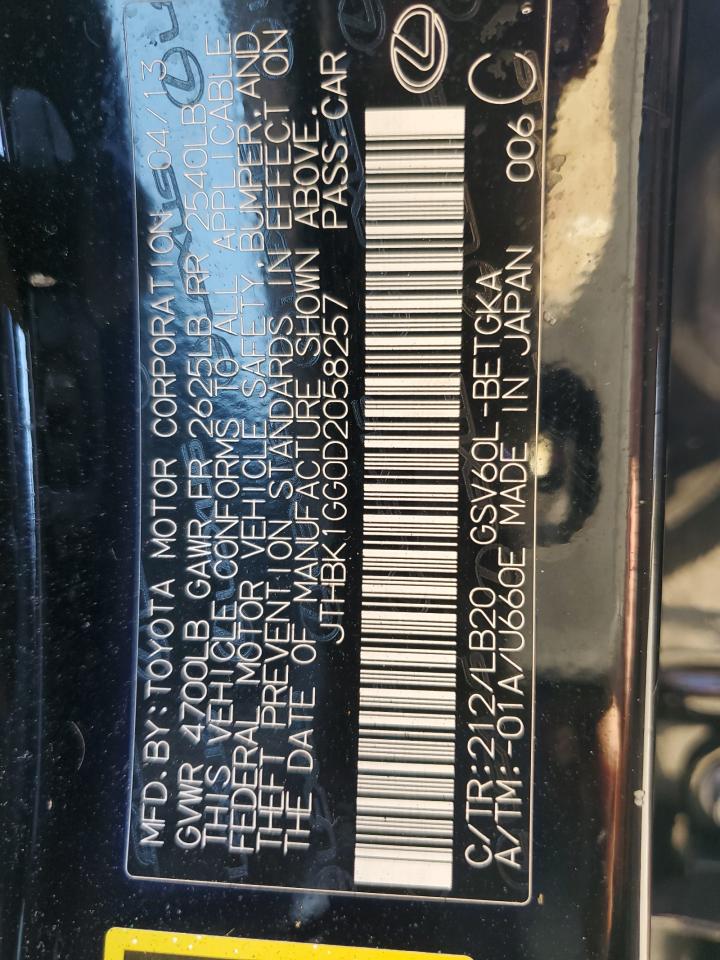 MFD.BY:TOYOTA MOTOR CORPORATION 04/13
GVWR 4700LB GAWR FR 2625LB RR 2540LB
THIS VEHICLE CONFORMS TO ALL APPLICABLE
FEDERAL MOTOR VEHICLE SAFETY, BUMPER, AND
THEFT PREVENTION STANDARDS IN EFFECT ON
THE DATE OF MANUFACTURE SHOWN ABOVE.
JTHBK1GG0D2058257 PASS.CAR
C/TR:212/LB20 GSV60L-BETGKA
A/TM:-01A/U660E MADE IN JAPAN 006 C